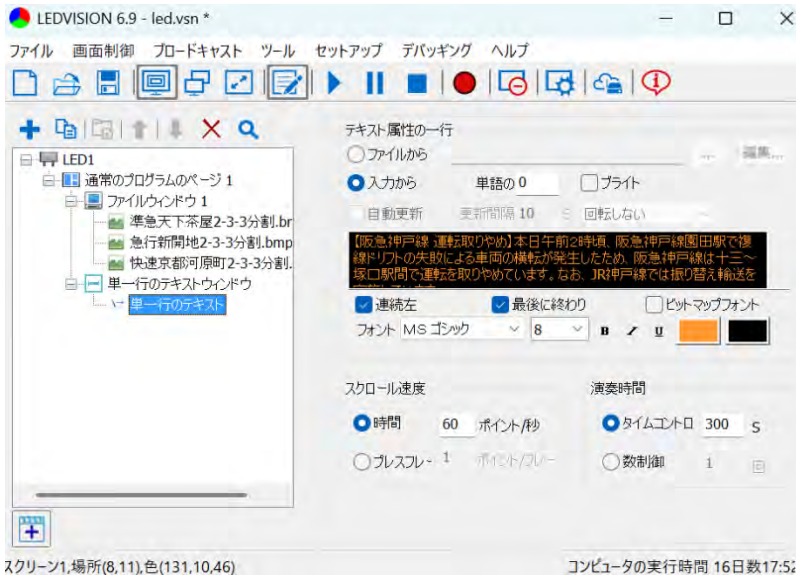 LEDVISION 6.9 - led.vsn *
ファイル 画面制御 ブロードキャスト ツール セットアップ デバッギング ヘルプ
LED1
通常のプログラムのページ 1
ファイルウィンドウ 1
準急天下茶屋2-3-3分割.br
急行新開地2-3-3分割.bmp
快速京都河原町2-3-3分割.
単一行のテキストウィンドウ
単一行のテキスト
テキスト属性の一行
ファイルから ... 編集...
入力から 単語の 0 ブライト
自動更新 更新間隔 10 S 回転しない
【阪急神戸線 運転取りやめ】本日午前2時頃、阪急神戸線園田駅で複
線ドリフトの失敗による車両の横転が発生したため、阪急神戸線は十三～
塚口駅間で運転を取りやめています。なお、JR神戸線では振り替え輸送を
連続左 最後に終わり ビットマップフォント
フォント MS ゴシック 8 B I U
スクロール速度 演奏時間
時間 60 ポイント/秒 タイムコントロ 300 S
プレスフレー 1 ポイント/フレー 数制御 1 回
スクリーン1,場所(8,11),色(131,10,46) コンピュータの実行時間 16日数17:52